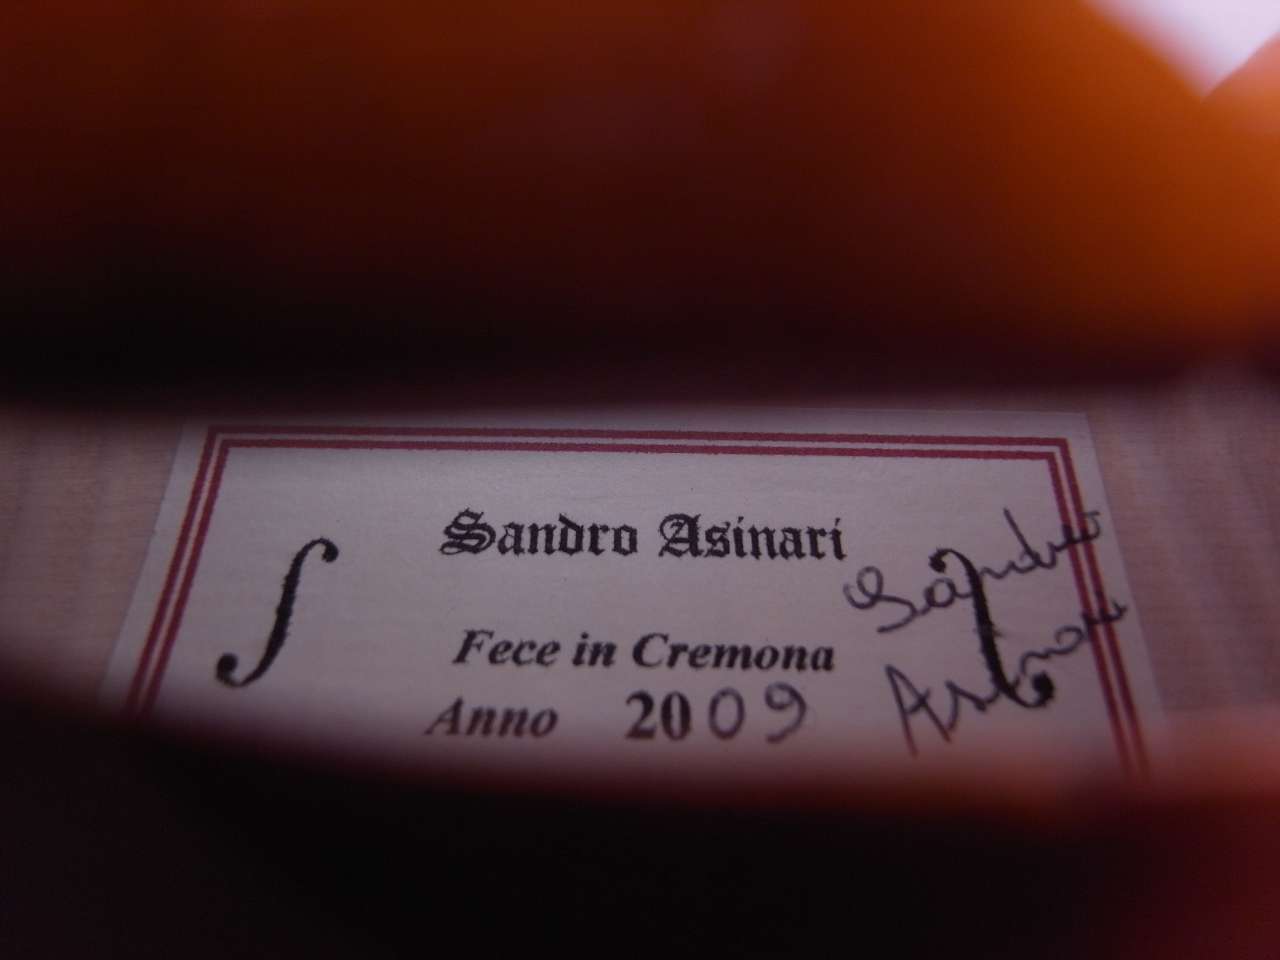 Sandro Asinari
Fece in Cremona
Anno 2009
Sandro
Asinari